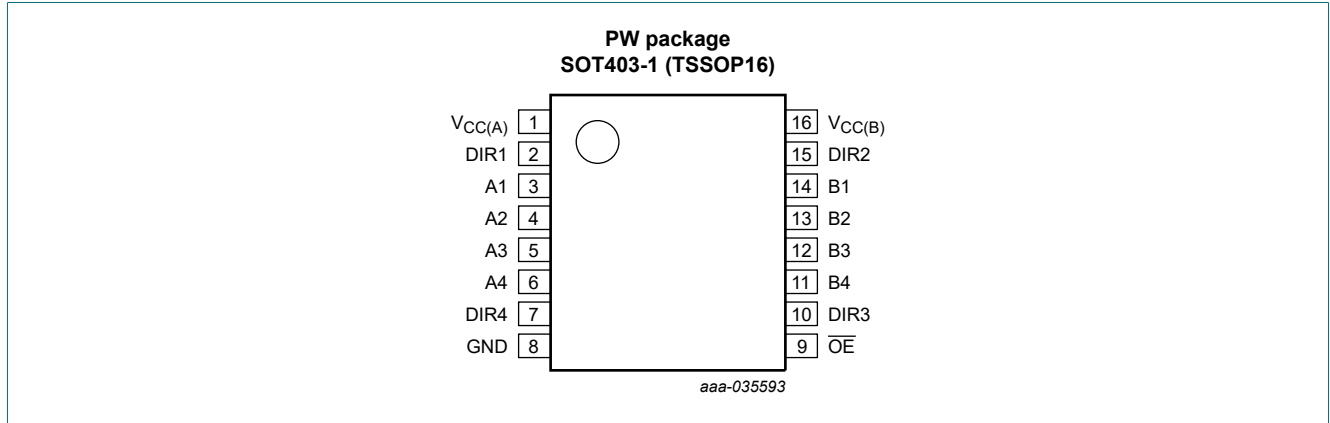 PW package
SOT403-1 (TSSOP16)
VCC(A) 1 16 VCC(B)
DIR1 2 15 DIR2
A1 3 14 B1
A2 4 13 B2
A3 5 12 B3
A4 6 11 B4
DIR4 7 10 DIR3
GND 8 9 O̅E̅
aaa-035593